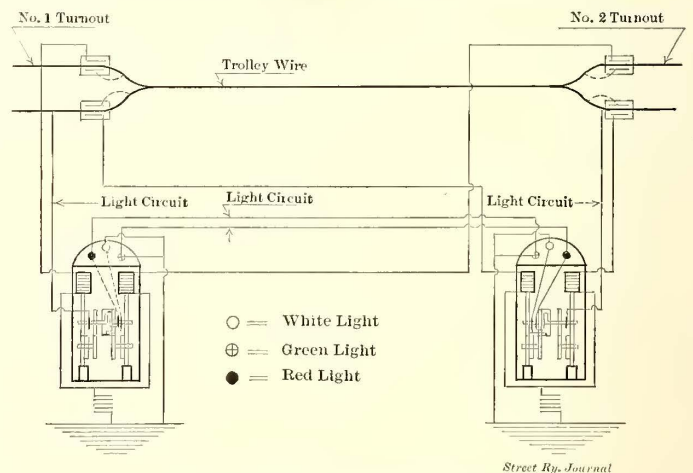 No. 1 Turnout
No. 2 Turnout
Trolley Wire
Light Circuit
Light Circuit
Light Circuit
= White Light
= Green Light
= Red Light
Street Ry. Journal